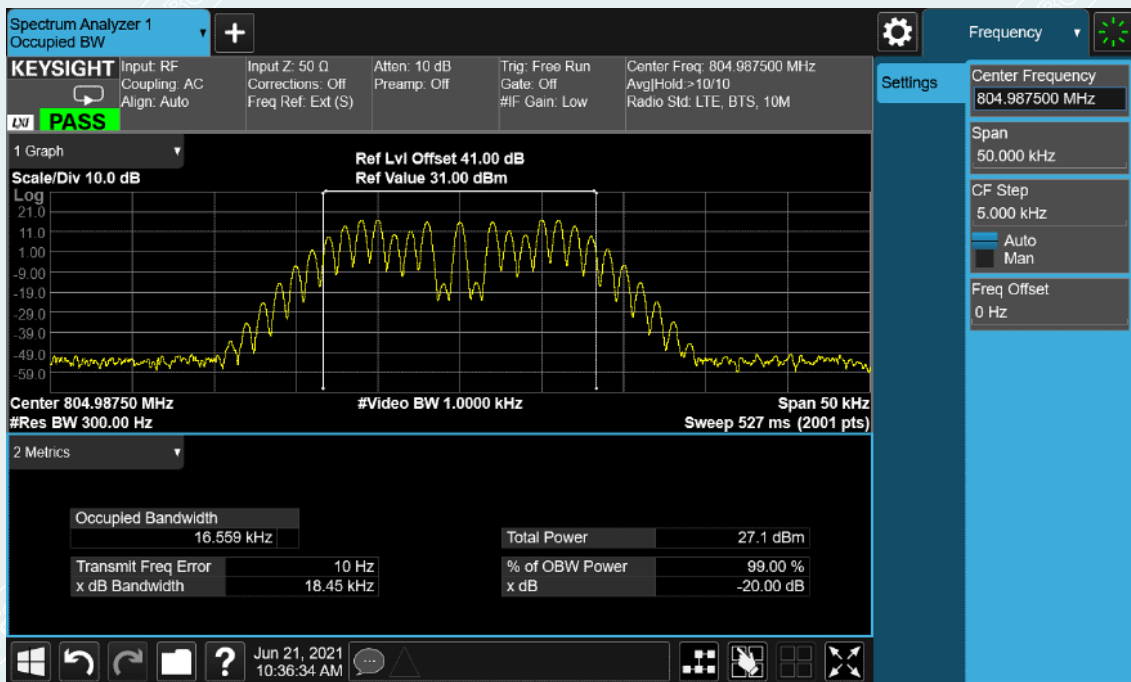 Spectrum Analyzer 1
Occupied BW
Frequency
KEYSIGHT
LXI
PASS
Input: RF
Coupling: AC
Align: Auto
Input Z: 50 Ω
Corrections: Off
Freq Ref: Ext (S)
Atten: 10 dB
Preamp: Off
Trig: Free Run
Gate: Off
#IF Gain: Low
Center Freq: 804.987500 MHz
Avg|Hold:>10/10
Radio Std: LTE, BTS, 10M
Settings
Center Frequency
804.987500 MHz
Span
50.000 kHz
CF Step
5.000 kHz
Auto
Man
Freq Offset
0 Hz
1 Graph
Scale/Div 10.0 dB
Ref Lvl Offset 41.00 dB
Ref Value 31.00 dBm
Log
21.0
11.0
1.00
-9.00
-19.0
-29.0
-39.0
-49.0
-59.0
Center 804.98750 MHz
#Video BW 1.0000 kHz
Span 50 kHz
#Res BW 300.00 Hz
Sweep 527 ms (2001 pts)
2 Metrics
Occupied Bandwidth
16.559 kHz
Total Power 27.1 dBm
Transmit Freq Error 10 Hz
% of OBW Power 99.00 %
x dB Bandwidth 18.45 kHz
x dB -20.00 dB
?
Jun 21, 2021
10:36:34 AM